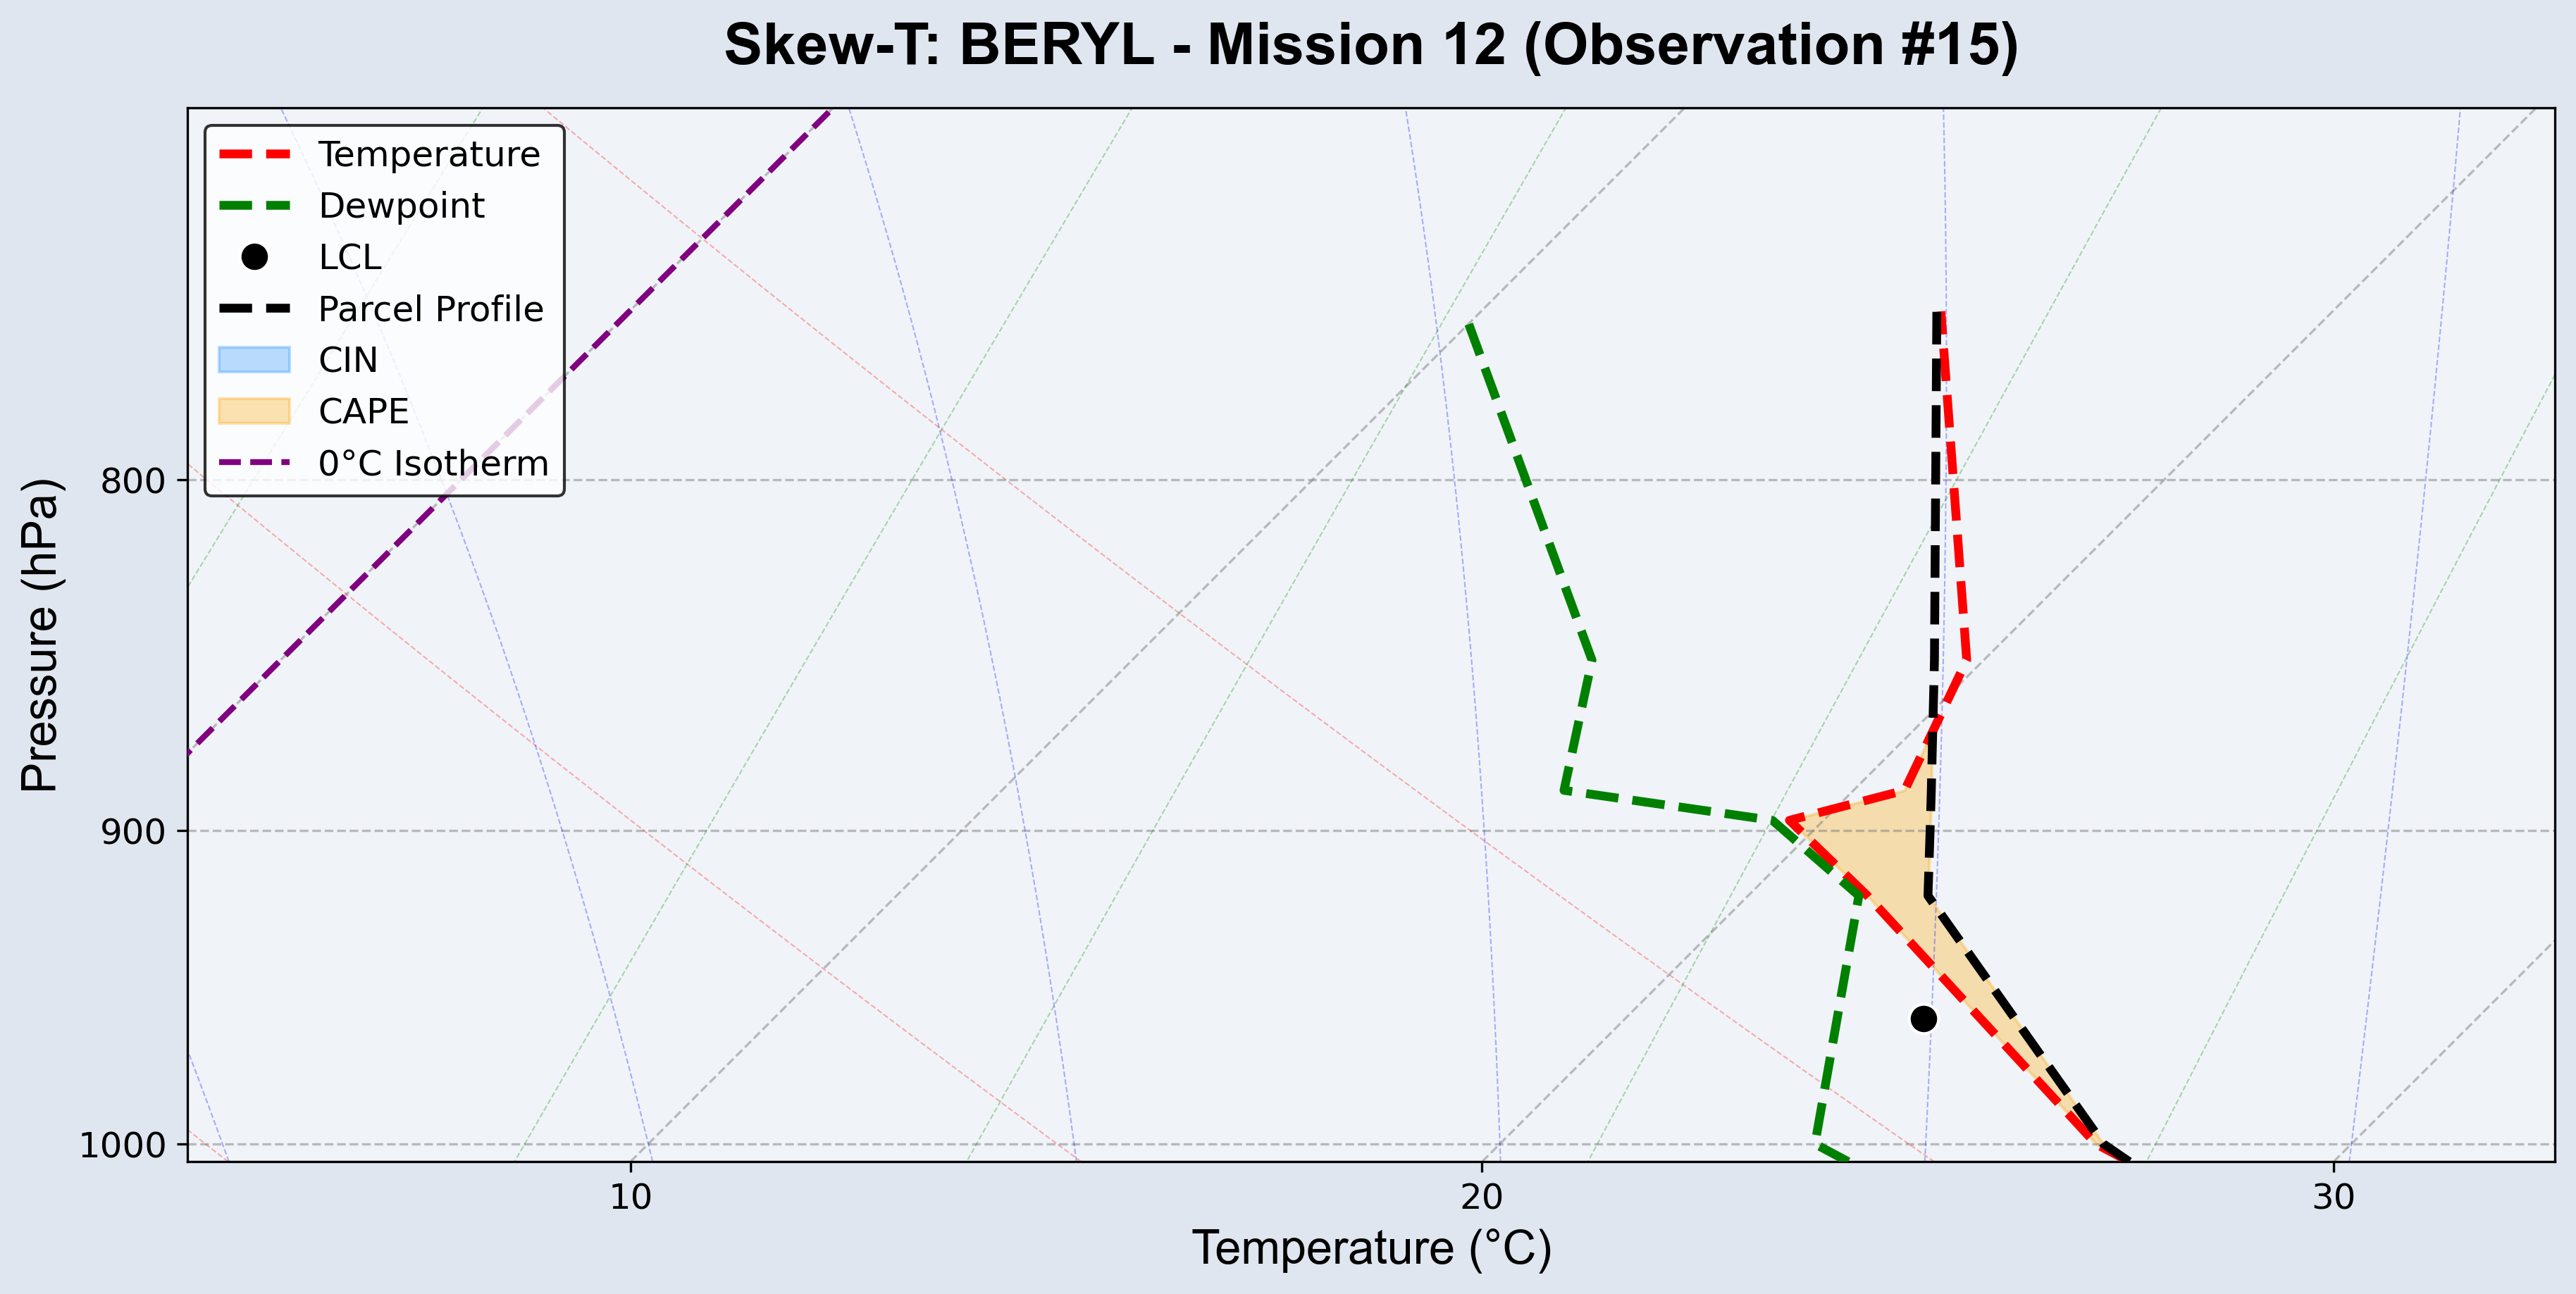 Skew-T: BERYL - Mission 12 (Observation #15)
Temperature
Dewpoint
LCL
Parcel Profile
CIN
CAPE
0°C Isotherm
Pressure (hPa)
800
900
1000
10
20
30
Temperature (°C)